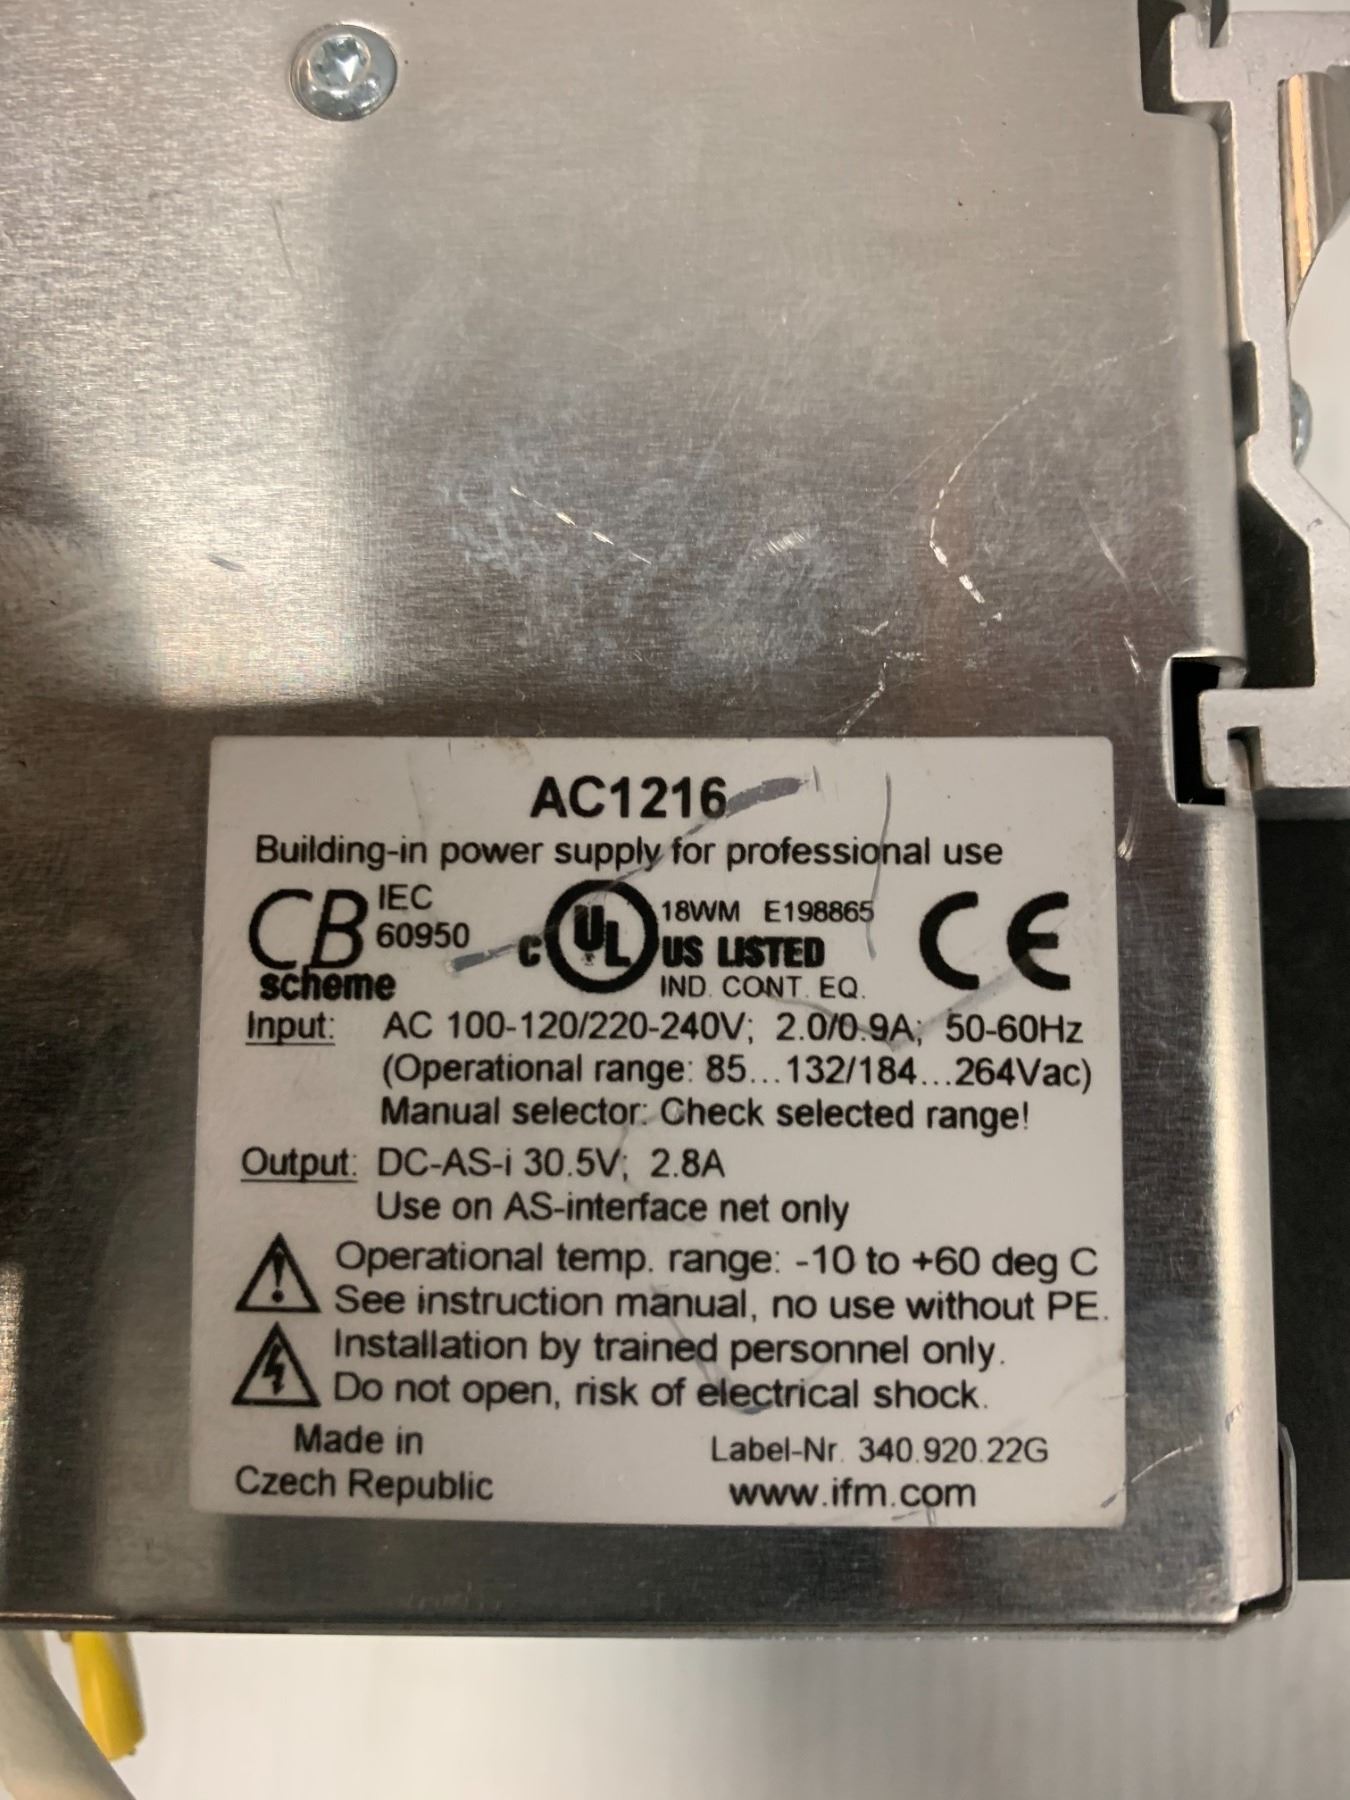 AC1216
Building-in power supply for professional use
CB IEC
60950
scheme
c UL US LISTED
18WM E198865
IND. CONT. EQ.
CE
Input: AC 100-120/220-240V; 2.0/0.9A; 50-60Hz
(Operational range: 85...132/184...264Vac)
Manual selector: Check selected range!
Output: DC-AS-i 30.5V; 2.8A
Use on AS-interface net only
Operational temp. range: -10 to +60 deg C
See instruction manual, no use without PE.
Installation by trained personnel only.
Do not open, risk of electrical shock.
Made in
Czech Republic
Label-Nr. 340.920.22G
www.ifm.com